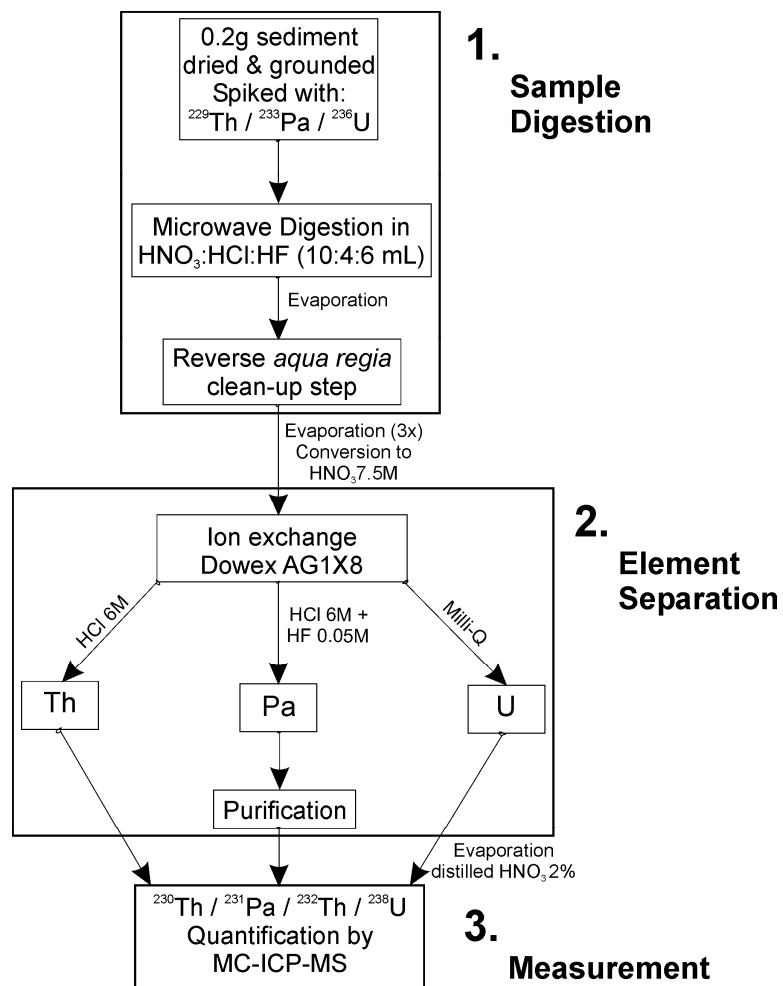 0.2g sediment
dried & grounded
Spiked with:
²²⁹Th / ²³³Pa / ²³⁶U
1.
Sample
Digestion
Microwave Digestion in
HNO₃:HCl:HF (10:4:6 mL)
Evaporation
Reverse aqua regia
clean-up step
Evaporation (3x)
Conversion to
HNO₃7.5M
2.
Element
Separation
Ion exchange
Dowex AG1X8
HCl 6M
HCl 6M +
HF 0.05M
Milli-Q
Th
Pa
U
Purification
Evaporation
distilled HNO₃ 2%
²³⁰Th / ²³¹Pa / ²³²Th / ²³⁸U
Quantification by
MC-ICP-MS
3.
Measurement